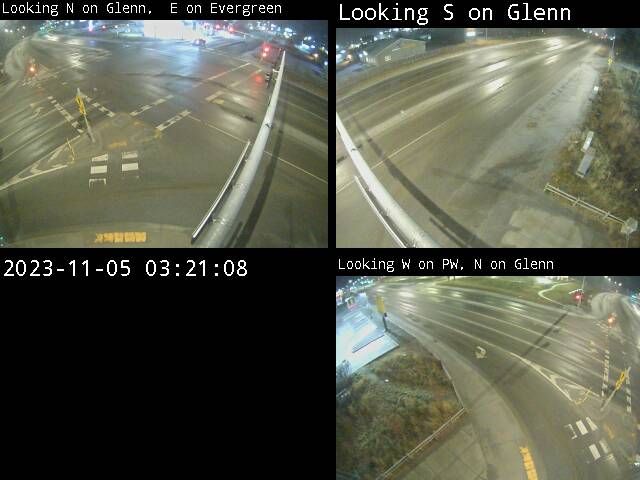 Looking N on Glenn, E on Evergreen
Looking S on Glenn
2023-11-05 03:21:08
Looking W on PW, N on Glenn